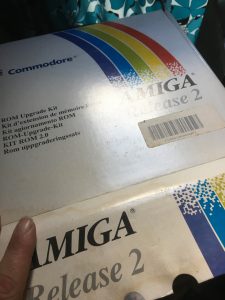 Commodore®
AMIGA
Release 2
ROM Upgrade Kit
Kit d'extension de mémoire
Kit aggiornamento ROM
ROM-Upgrade-Kit
KIT ROM 2.0
Rom uppgraderingssats
AMIGA®
Release 2